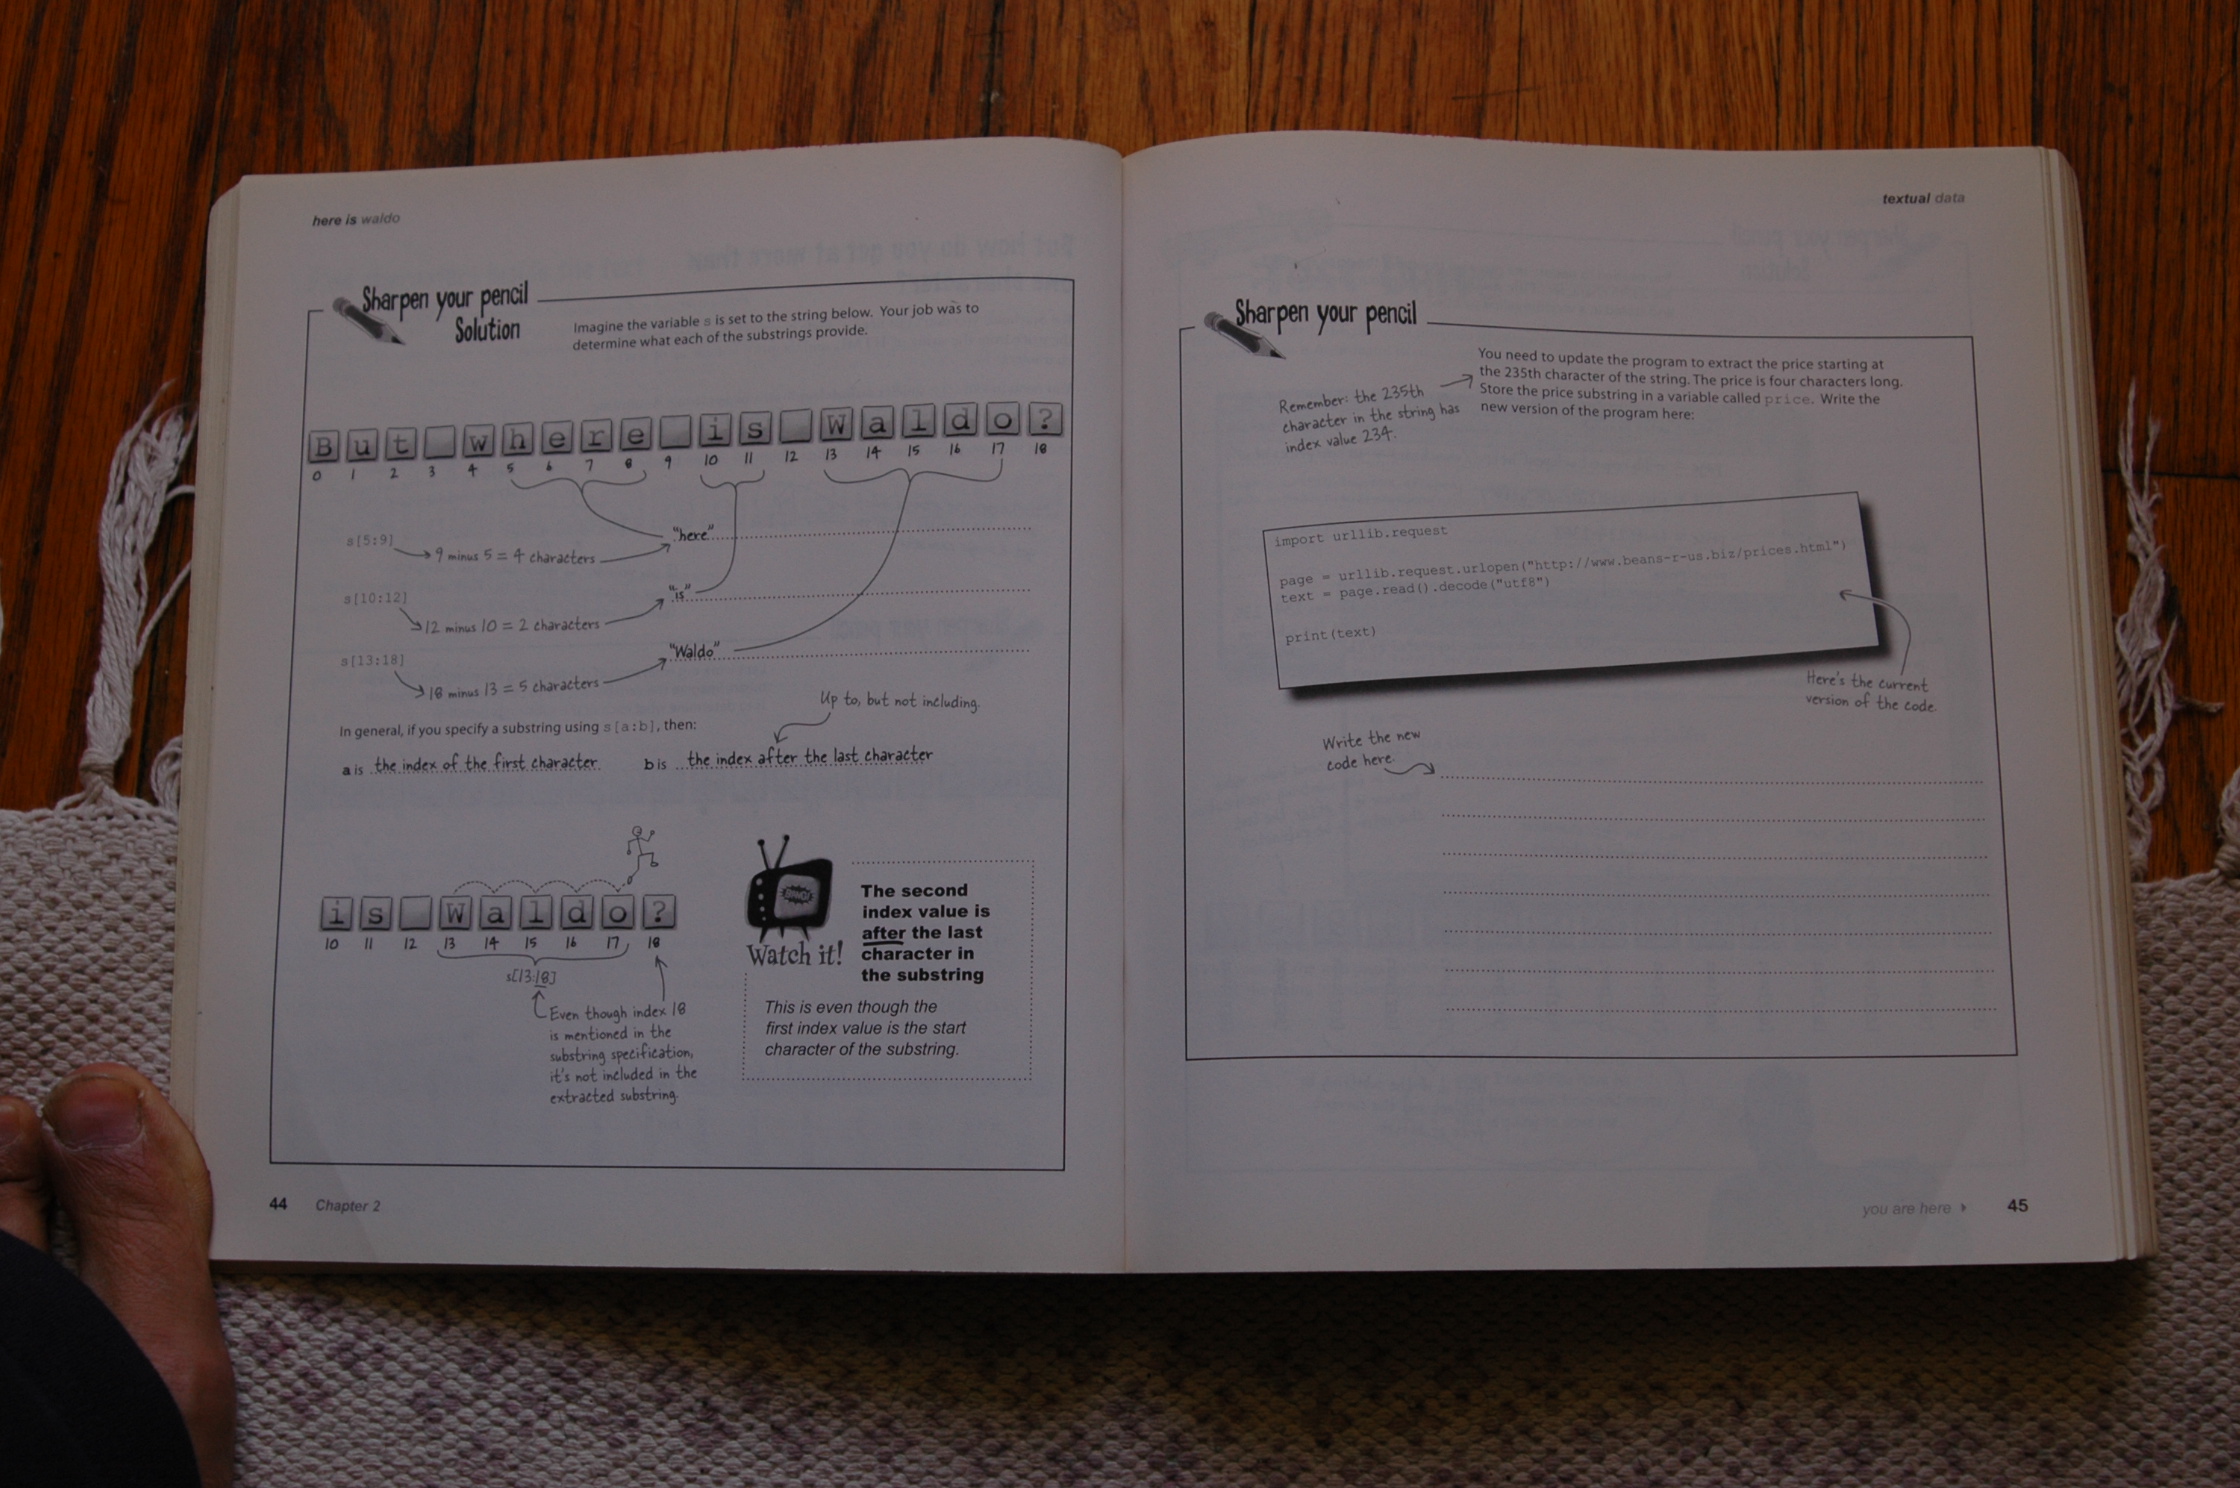 here is waldo
Sharpen your pencil
Solution
Imagine the variable s is set to the string below. Your job was to
determine what each of the substrings provide.
B u t w h e r e i s W a l d o ?
0 1 2 3 4 5 6 7 8 9 10 11 12 13 14 15 16 17 18
s[5:9]
9 minus 5 = 4 characters
"here"
s[10:12]
12 minus 10 = 2 characters
"is"
s[13:18]
18 minus 13 = 5 characters
"Waldo"
In general, if you specify a substring using s[a:b], then:
Up to, but not including.
a is the index of the first character
b is the index after the last character
i s W a l d o ?
10 11 12 13 14 15 16 17 18
s[13:18]
Even though index 18
is mentioned in the
substring specification,
it's not included in the
extracted substring.
Watch it!
The second
index value is
after the last
character in
the substring
This is even though the
first index value is the start
character of the substring.
44 Chapter 2
textual data
Sharpen your pencil
You need to update the program to extract the price starting at
the 235th character of the string. The price is four characters long.
Store the price substring in a variable called price. Write the
new version of the program here:
Remember: the 235th
character in the string has
index value 234.
import urllib.request
page = urllib.request.urlopen("http://www.beans-r-us.biz/prices.html")
text = page.read().decode("utf8")
print(text)
Here's the current
version of the code.
Write the new
code here.
you are here 45